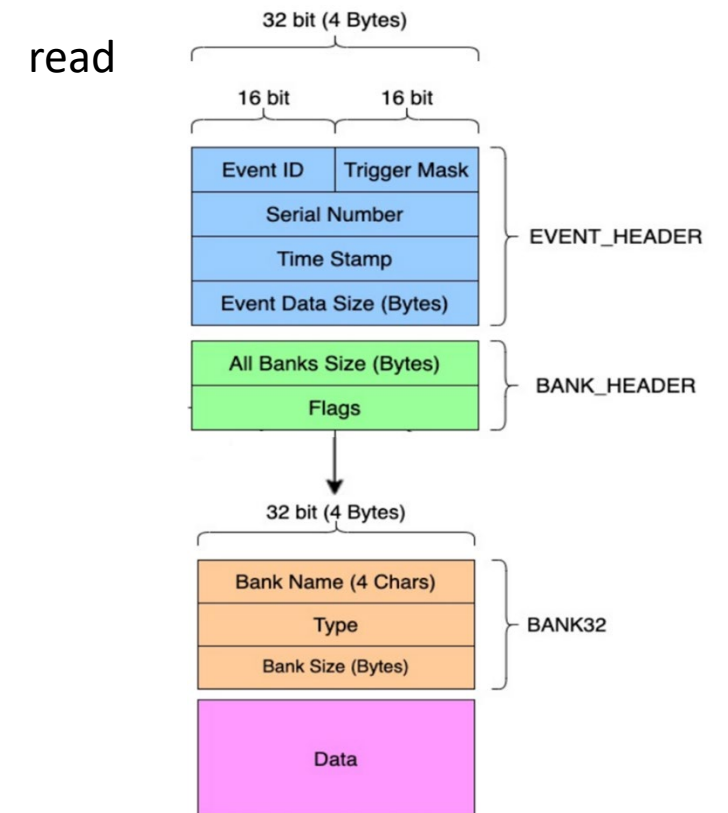 32 bit (4 Bytes)
read
16 bit
16 bit
Event ID
Trigger Mask
Serial Number
EVENT_HEADER
Time Stamp
Event Data Size (Bytes)
All Banks Size (Bytes)
BANK_HEADER
Flags
32 bit (4 Bytes)
Bank Name (4 Chars)
Type
BANK32
Bank Size (Bytes)
Data